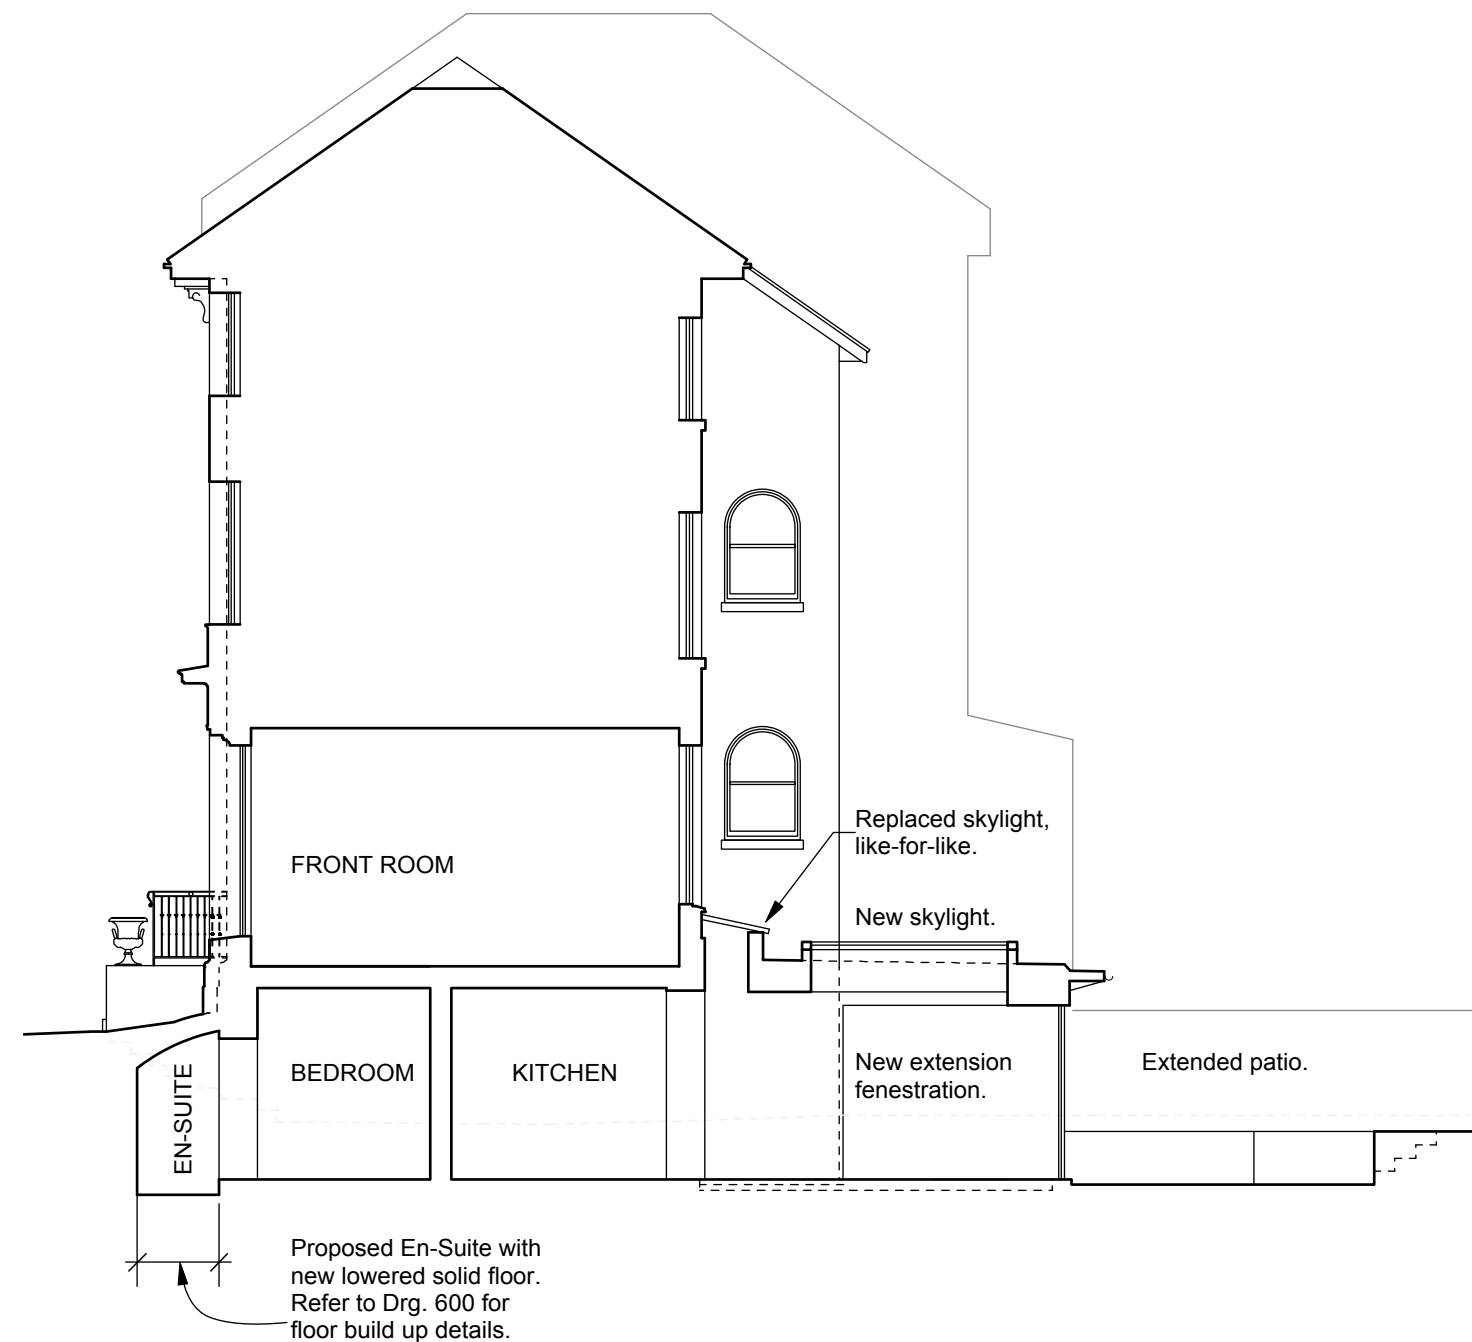 Replaced skylight,
like-for-like.
FRONT ROOM
New skylight.
EN-SUITE
BEDROOM
KITCHEN
New extension
fenestration.
Extended patio.
Proposed En-Suite with
new lowered solid floor.
Refer to Drg. 600 for
floor build up details.